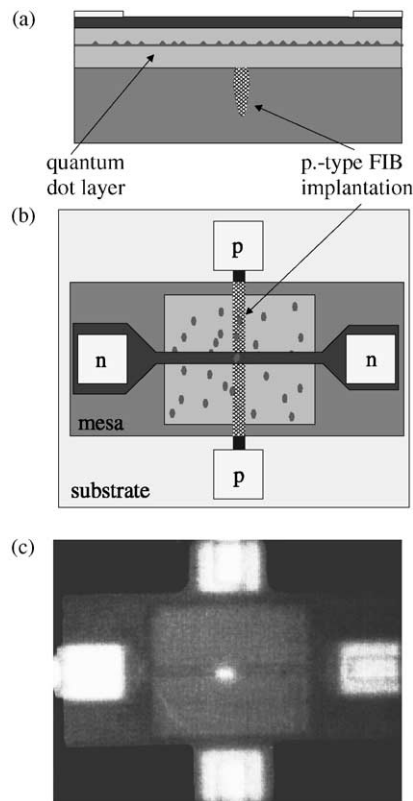 (a)
quantum
dot layer
p.-type FIB
implantation
(b)
p
n
n
mesa
p
substrate
(c)